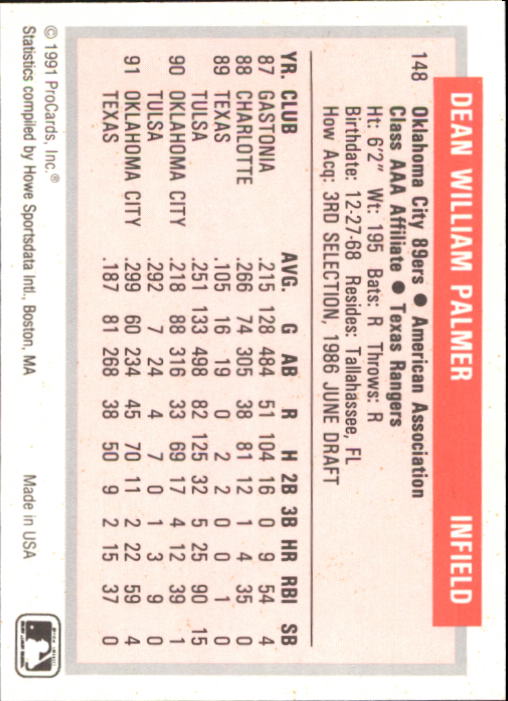 DEAN WILLIAM PALMER INFIELD
148 Oklahoma City 89ers ● American Association
Class AAA Affiliate ● Texas Rangers
Ht: 6'2" Wt: 195 Bats: R Throws: R
Birthdate: 12-27-68 Resides: Tallahassee, FL
How Acq: 3RD SELECTION, 1986 JUNE DRAFT
YR. CLUB AVG. G AB R H 2B 3B HR RBI SB
87 GASTONIA .215 128 484 51 104 16 0 9 54 4
88 CHARLOTTE .266 74 305 38 81 12 1 4 35 0
89 TEXAS .105 16 19 0 2 2 0 0 1 0
TULSA .251 133 498 82 125 32 5 25 90 15
90 OKLAHOMA CITY .218 88 316 33 69 17 4 12 39 1
TULSA .292 7 24 4 7 0 1 3 9 0
91 OKLAHOMA CITY .299 60 234 45 70 11 2 22 59 4
TEXAS .187 81 268 38 50 9 2 15 37 0
© 1991 ProCards, Inc.®
Statistics compiled by Howe Sportsdata Intl., Boston, MA Made in USA